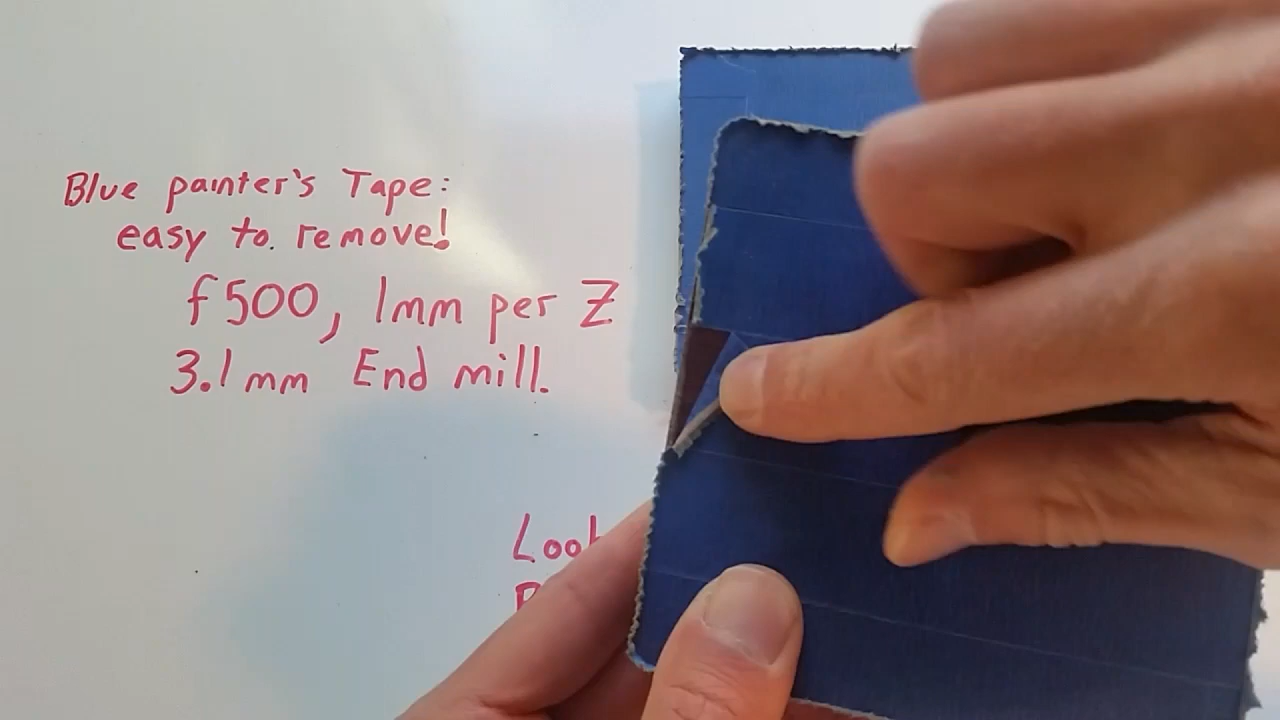 Blue painter's Tape:
easy to remove!
f500, 1mm per Z
3.1mm End mill.